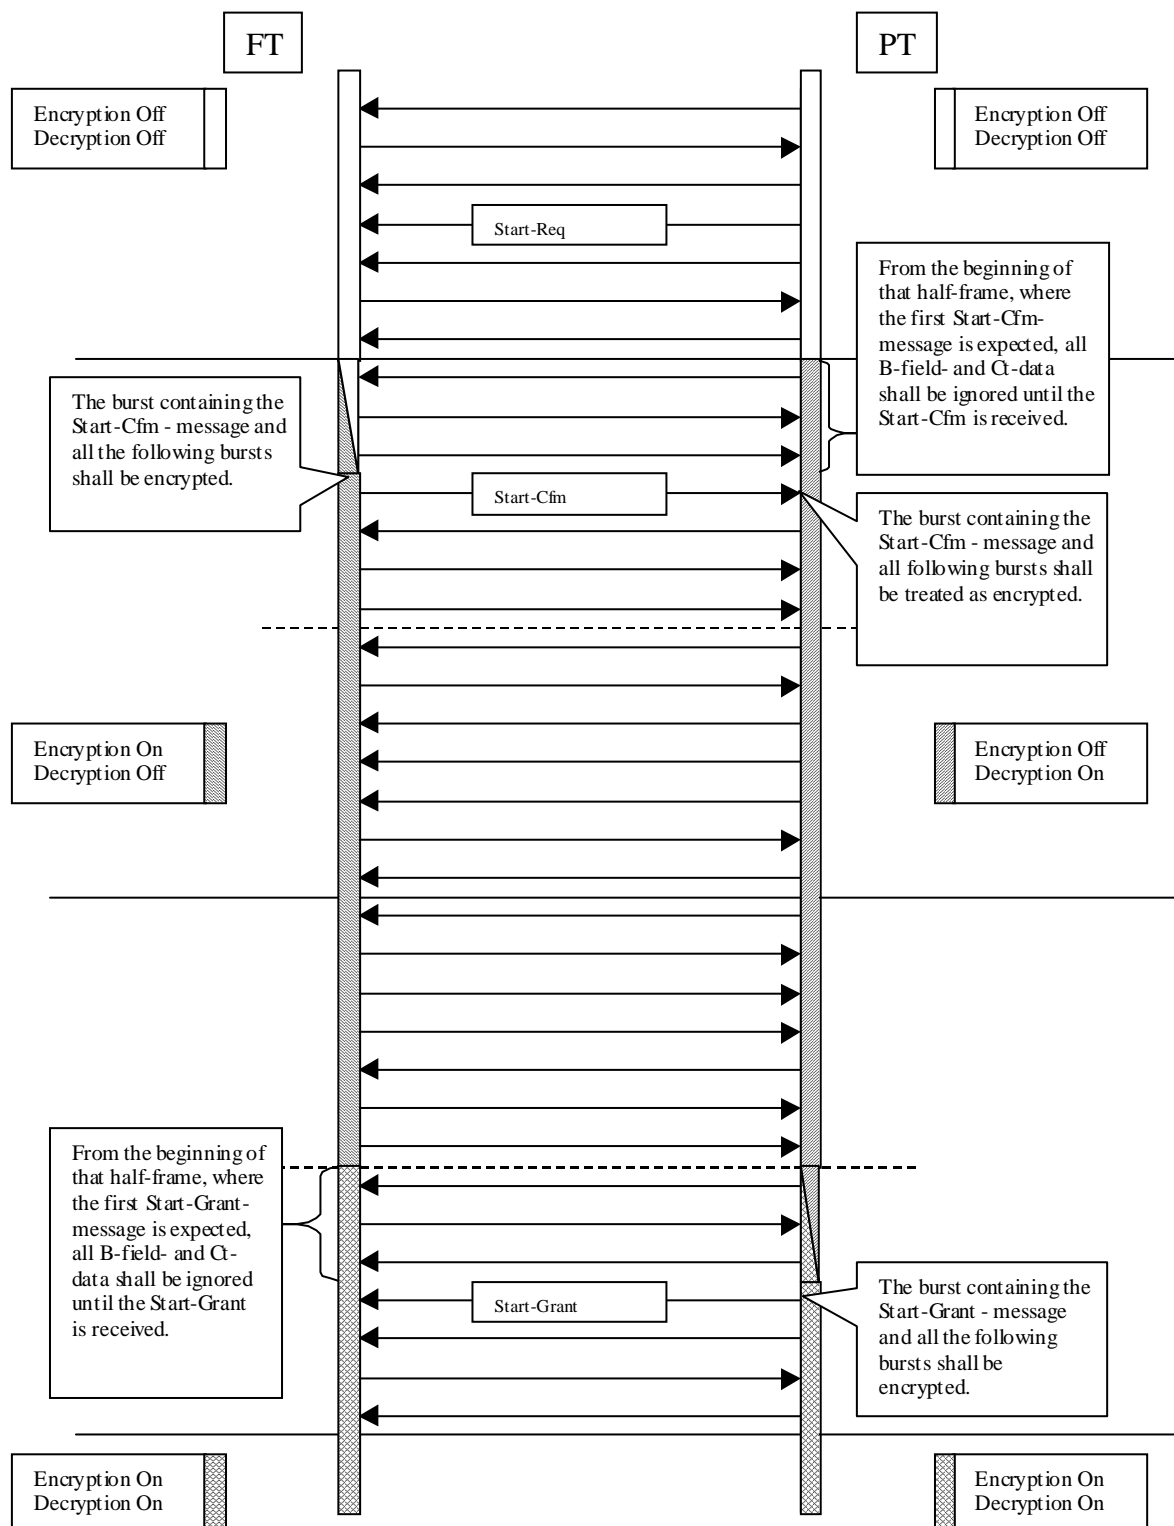 FT
PT
Encryption Off
Decryption Off
Encryption Off
Decryption Off
Start-Req
From the beginning of
that half-frame, where
the first Start-Cfm-
message is expected, all
B-field- and Ct-data
shall be ignored until the
Start-Cfm is received.
The burst containing the
Start-Cfm - message and
all the following bursts
shall be encrypted.
Start-Cfm
The burst containing the
Start-Cfm - message and
all following bursts shall
be treated as encrypted.
Encryption On
Decryption Off
Encryption Off
Decryption On
From the beginning of
that half-frame, where
the first Start-Grant-
message is expected,
all B-field- and Ct-
data shall be ignored
until the Start-Grant
is received.
Start-Grant
The burst containing the
Start-Grant - message
and all the following
bursts shall be
encrypted.
Encryption On
Decryption On
Encryption On
Decryption On